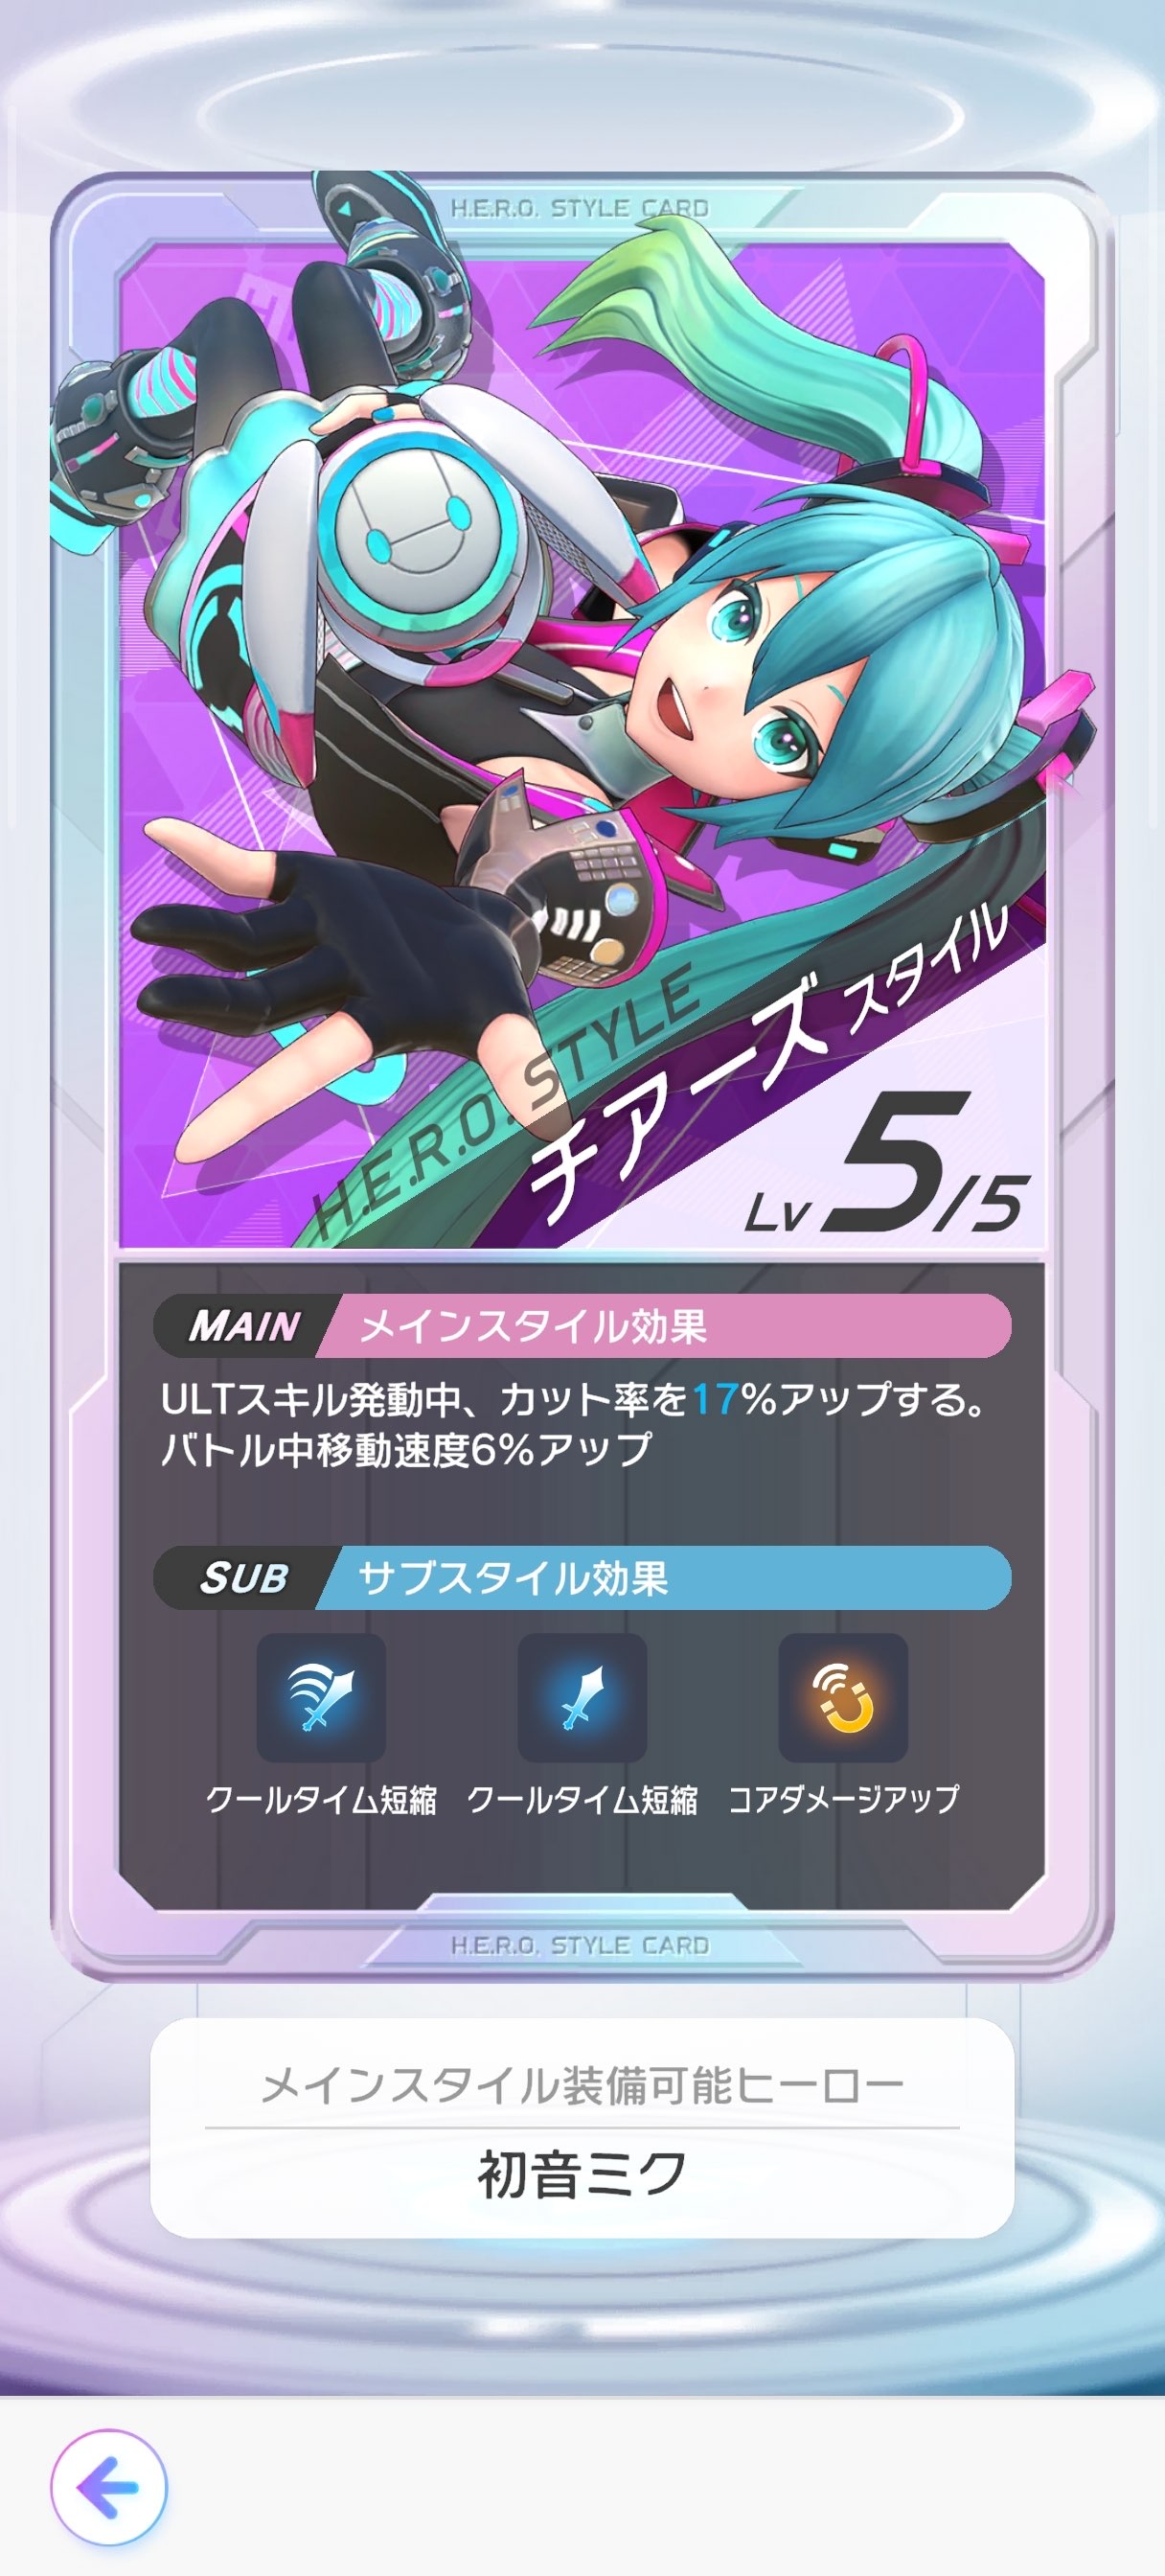 H.E.R.O. STYLE CARD
H.E.R.O. STYLE
チアーズ スタイル
Lv 5/5
MAIN メインスタイル効果
ULTスキル発動中、カット率を17%アップする。
バトル中移動速度6%アップ
SUB サブスタイル効果
クールタイム短縮 クールタイム短縮 コアダメージアップ
H.E.R.O. STYLE CARD
メインスタイル装備可能ヒーロー
初音ミク